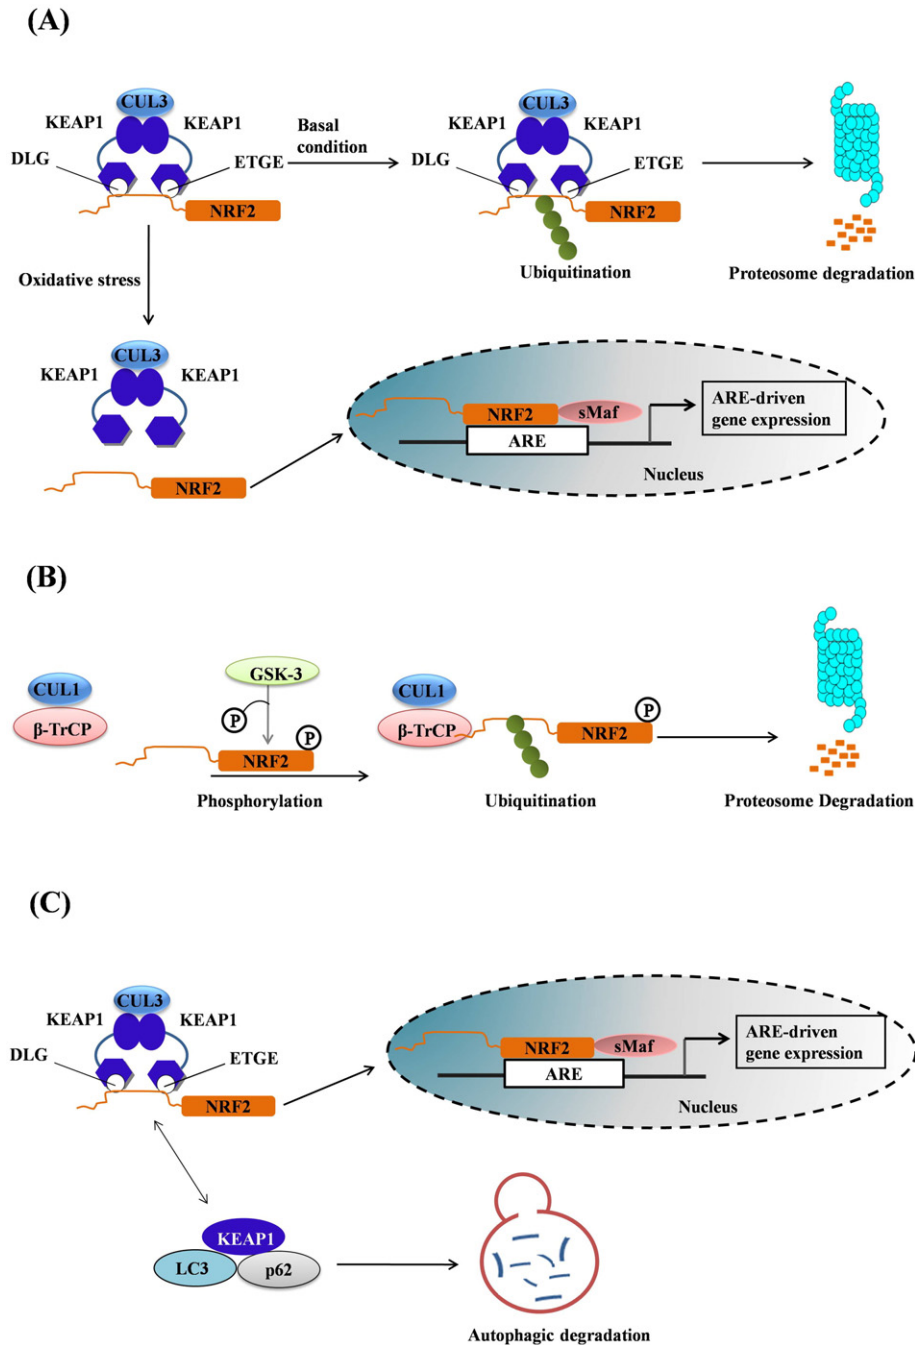 (A)
CUL3
KEAP1
KEAP1
DLG
ETGE
NRF2
Basal
condition
CUL3
KEAP1
KEAP1
DLG
ETGE
NRF2
Ubiquitination
Proteosome degradation
Oxidative stress
CUL3
KEAP1
KEAP1
NRF2
NRF2
sMaf
ARE
ARE-driven
gene expression
Nucleus
(B)
CUL1
β-TrCP
GSK-3
P
P
NRF2
Phosphorylation
CUL1
β-TrCP
P
NRF2
Ubiquitination
Proteosome Degradation
(C)
CUL3
KEAP1
KEAP1
DLG
ETGE
NRF2
NRF2
sMaf
ARE
ARE-driven
gene expression
Nucleus
KEAP1
LC3
p62
Autophagic degradation